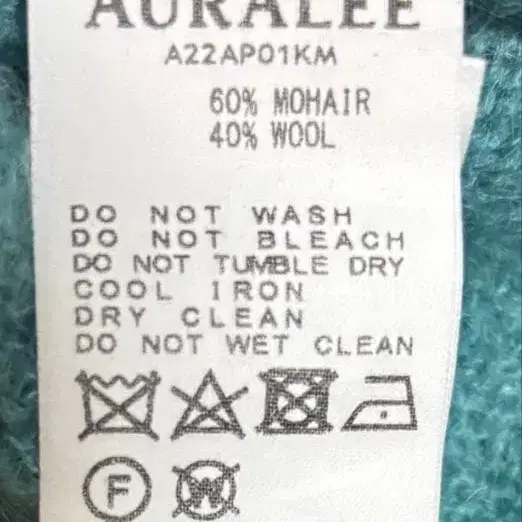 AURALEE
A22AP01KM
60% MOHAIR
40% WOOL
DO NOT WASH
DO NOT BLEACH
DO NOT TUMBLE DRY
COOL IRON
DRY CLEAN
DO NOT WET CLEAN
F W